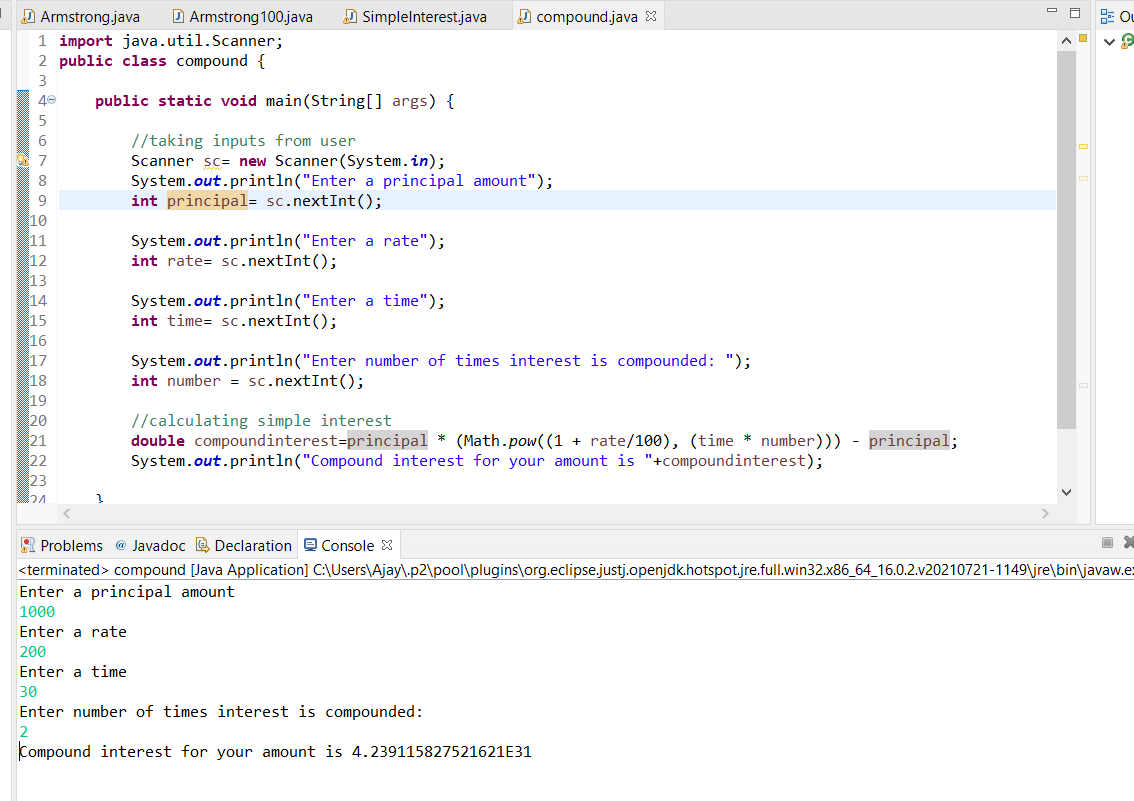 Armstrong.java Armstrong100.java SimpleInterest.java compound.java Ou
1 import java.util.Scanner;
2 public class compound {
3
4 public static void main(String[] args) {
5
6 //taking inputs from user
7 Scanner sc= new Scanner(System.in);
8 System.out.println("Enter a principal amount");
9 int principal= sc.nextInt();
10
11 System.out.println("Enter a rate");
12 int rate= sc.nextInt();
13
14 System.out.println("Enter a time");
15 int time= sc.nextInt();
16
17 System.out.println("Enter number of times interest is compounded: ");
18 int number = sc.nextInt();
19
20 //calculating simple interest
21 double compoundinterest=principal * (Math.pow((1 + rate/100), (time * number))) - principal;
22 System.out.println("Compound interest for your amount is "+compoundinterest);
23
24 }
Problems @ Javadoc Declaration Console
<terminated> compound [Java Application] C:\Users\Ajay\.p2\pool\plugins\org.eclipse.justj.openjdk.hotspot.jre.full.win32.x86_64_16.0.2.v20210721-1149\jre\bin\javaw.ex
Enter a principal amount
1000
Enter a rate
200
Enter a time
30
Enter number of times interest is compounded:
2
Compound interest for your amount is 4.239115827521621E31